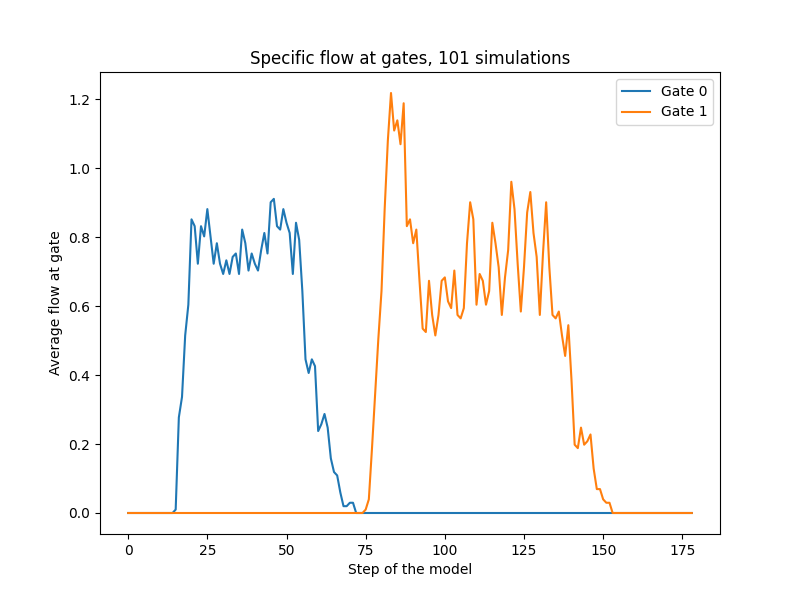 Specific flow at gates, 101 simulations
Gate 0
Gate 1
Average flow at gate
1.2
1.0
0.8
0.6
0.4
0.2
0.0
0 25 50 75 100 125 150 175
Step of the model